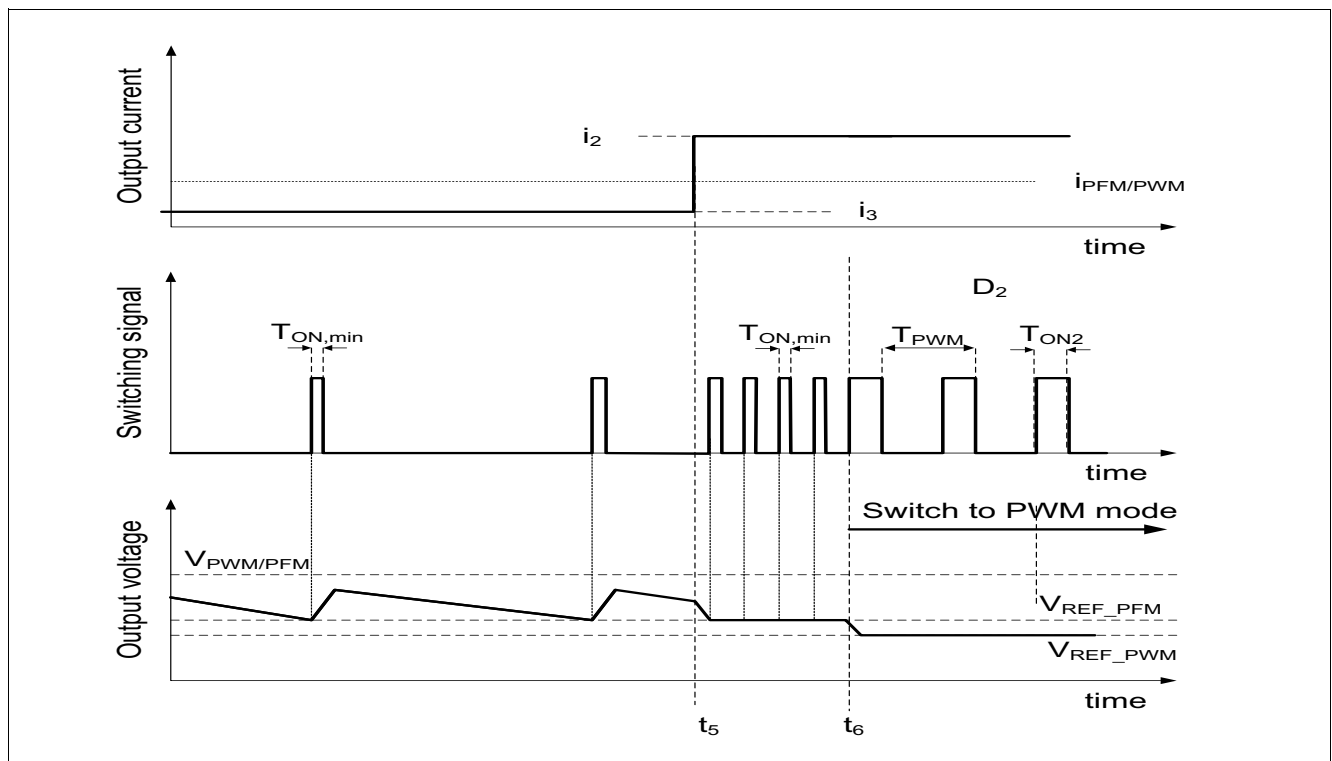 Output current
i2
iPFM/PWM
i3
time
Switching signal
D2
TON,min
TON,min
TPWM
TON2
time
Output voltage
Switch to PWM mode
VPWM/PFM
VREF_PFM
VREF_PWM
time
t5
t6